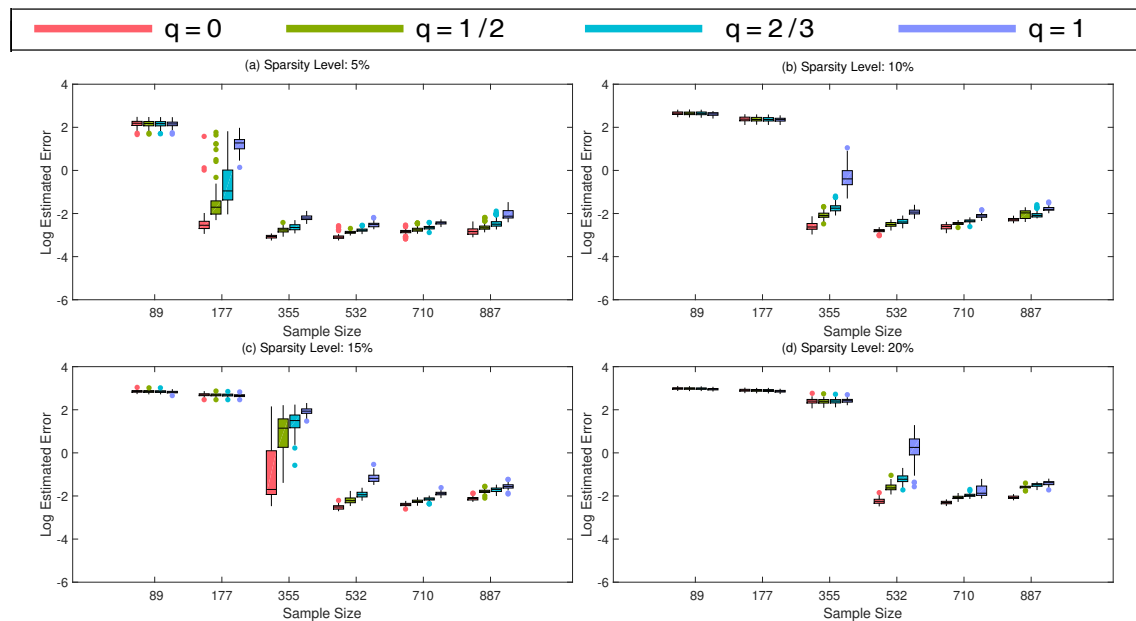 q = 0 q = 1 / 2 q = 2 / 3 q = 1
(a) Sparsity Level: 5%
4
2
0
-2
-4
-6
Log Estimated Error
89 177 355 532 710 887
Sample Size
(b) Sparsity Level: 10%
4
2
0
-2
-4
-6
Log Estimated Error
89 177 355 532 710 887
Sample Size
(c) Sparsity Level: 15%
4
2
0
-2
-4
-6
Log Estimated Error
89 177 355 532 710 887
Sample Size
(d) Sparsity Level: 20%
4
2
0
-2
-4
-6
Log Estimated Error
89 177 355 532 710 887
Sample Size